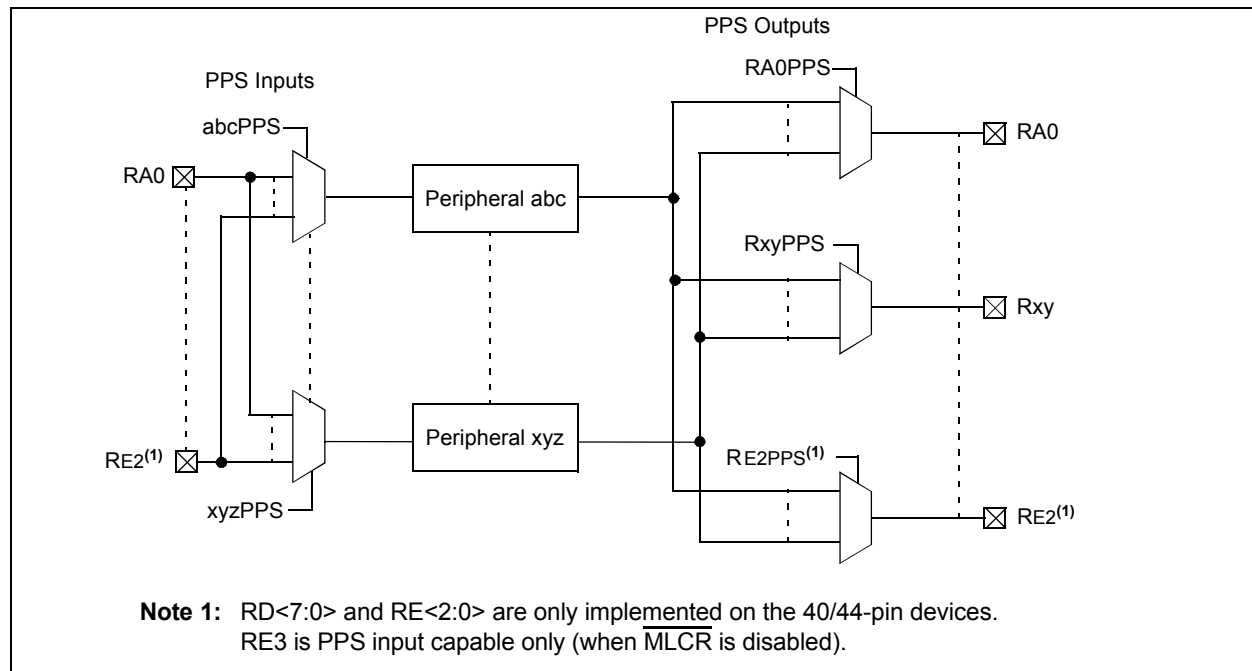 PPS Outputs
RA0PPS
PPS Inputs
abcPPS
RA0
Peripheral abc
RA0
RxyPPS
Rxy
Peripheral xyz
RE2(1)
RE2PPS(1)
xyzPPS
RE2(1)
Note 1: RD<7:0> and RE<2:0> are only implemented on the 40/44-pin devices.
RE3 is PPS input capable only (when MLCR is disabled).